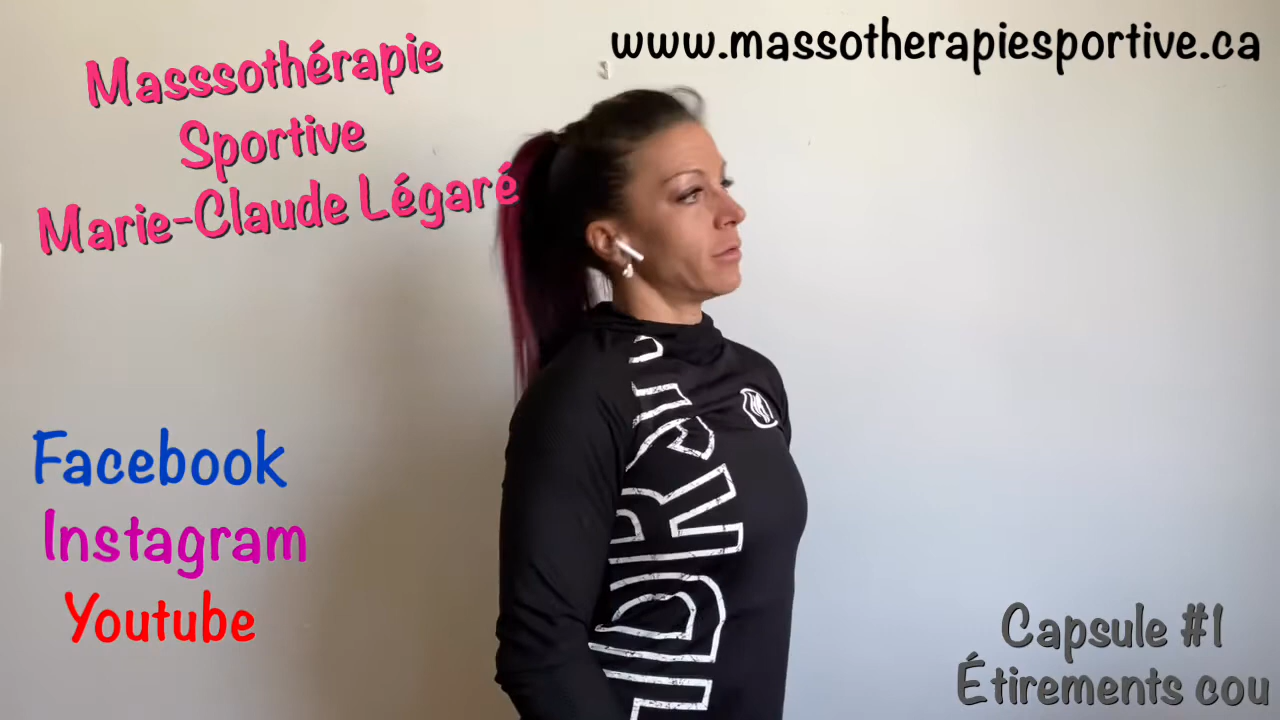 Masssothérapie
Sportive
Marie-Claude Légaré
www.massotherapiesportive.ca
Facebook
Instagram
Youtube
Capsule #1
Étirements cou